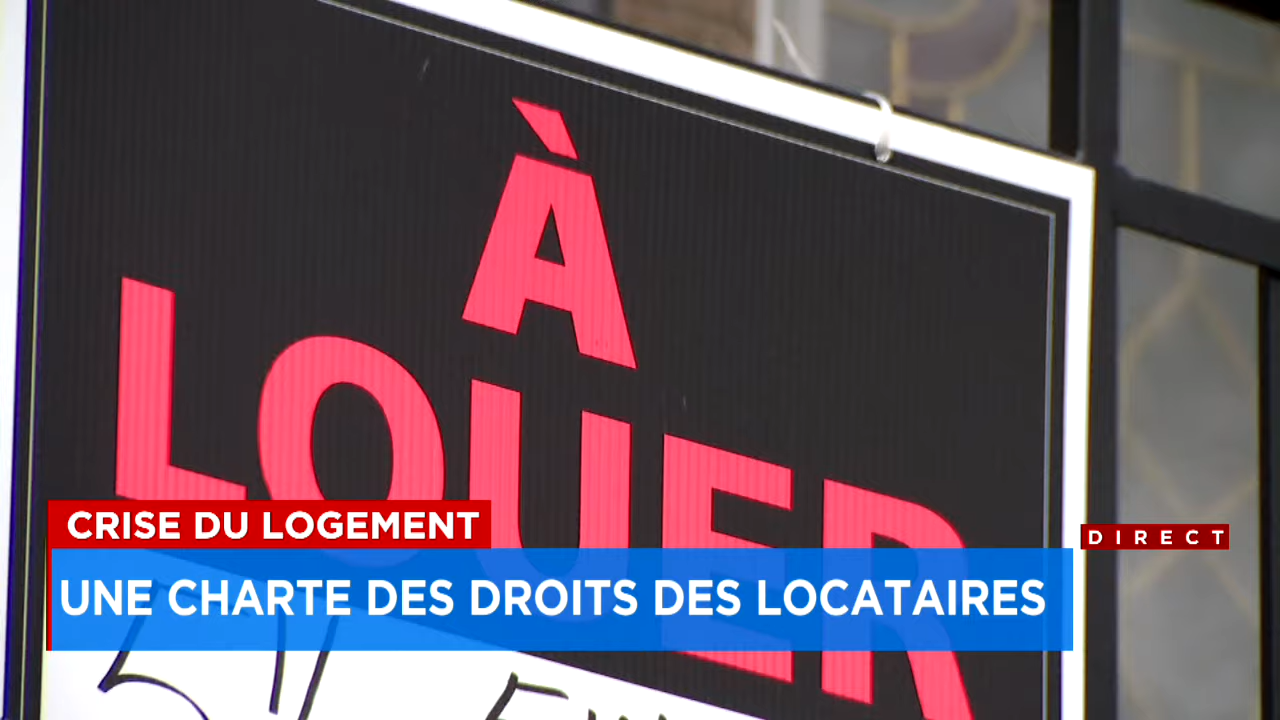 À
LOUER
CRISE DU LOGEMENT
DIRECT
UNE CHARTE DES DROITS DES LOCATAIRES